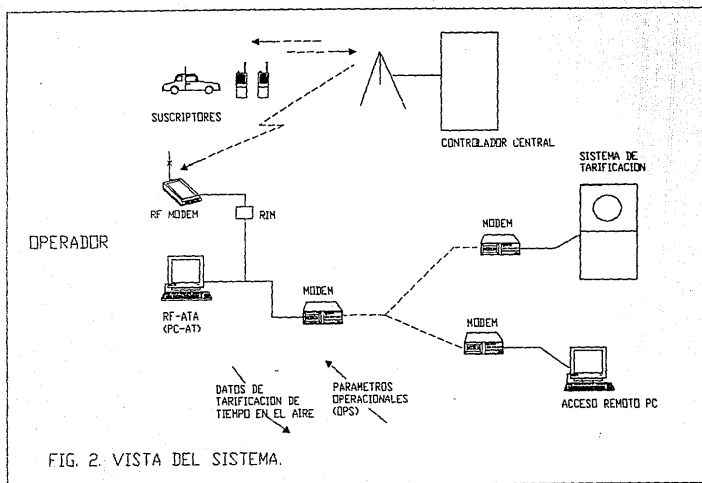 SUSCRIPTORES
CONTROLADOR CENTRAL
SISTEMA DE
TARIFICACION
RF MODEM
RIM
MODEM
OPERADOR
RF-ATA
(PC-AT)
MODEM
MODEM
DATOS DE
TARIFICACION DE
TIEMPO EN EL AIRE
PARAMETROS
OPERACIONALES
(OPS)
ACCESO REMOTO PC
FIG. 2. VISTA DEL SISTEMA.